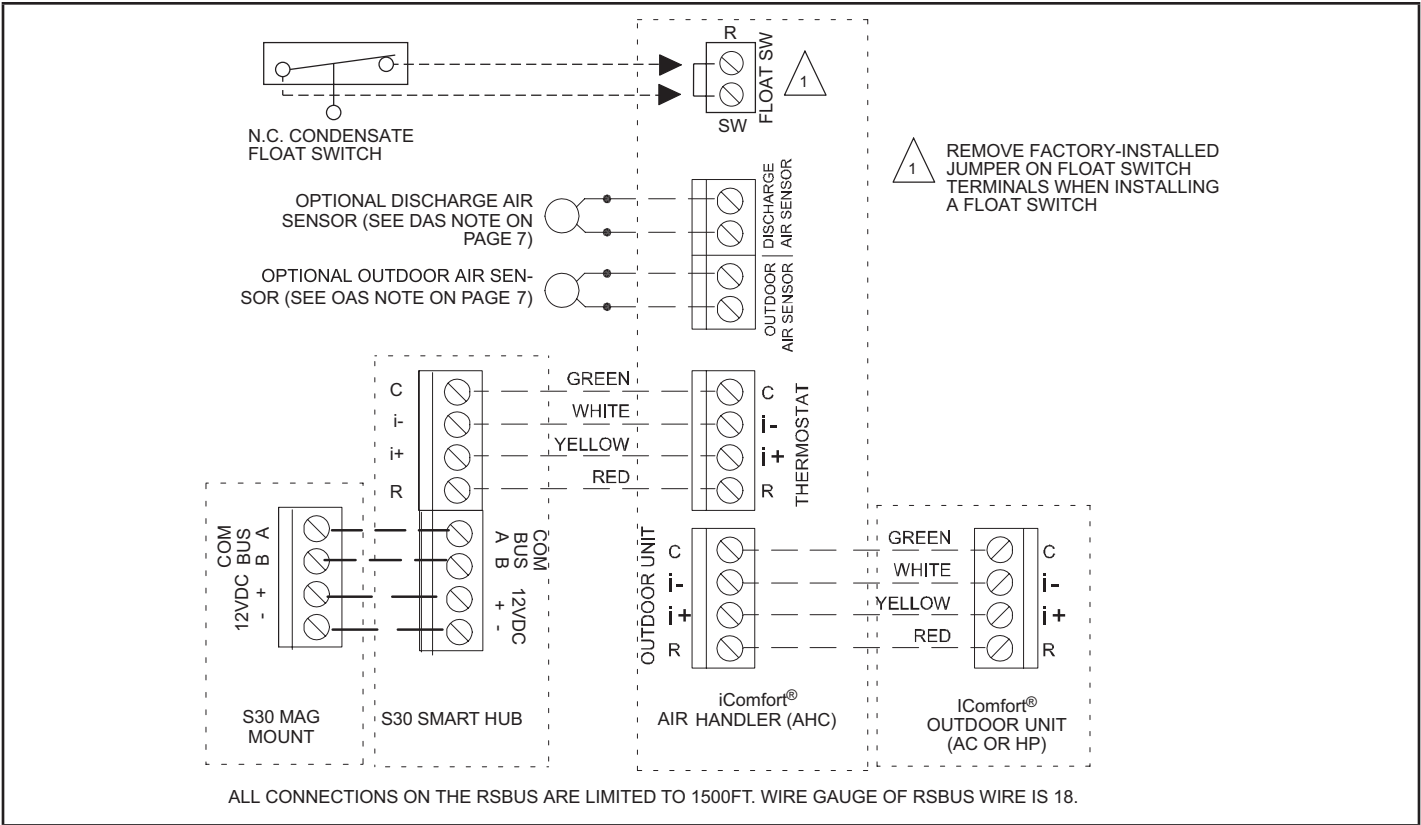 R
FLOAT SW
1
SW
N.C. CONDENSATE
FLOAT SWITCH
1
REMOVE FACTORY-INSTALLED
JUMPER ON FLOAT SWITCH
TERMINALS WHEN INSTALLING
A FLOAT SWITCH
OPTIONAL DISCHARGE AIR
SENSOR (SEE DAS NOTE ON
PAGE 7)
DISCHARGE
AIR SENSOR
OPTIONAL OUTDOOR AIR SEN-
SOR (SEE OAS NOTE ON PAGE 7)
OUTDOOR
AIR SENSOR
C
i-
i+
R
GREEN
WHITE
YELLOW
RED
C
i-
i+
R
THERMOSTAT
COM
BUS
A
B
12VDC
+
-
COM
BUS
A
B
12VDC
+
-
OUTDOOR UNIT
C
i-
i+
R
GREEN
WHITE
YELLOW
RED
C
i-
i+
R
S30 MAG
MOUNT
S30 SMART HUB
iComfort®
AIR HANDLER (AHC)
IComfort®
OUTDOOR UNIT
(AC OR HP)
ALL CONNECTIONS ON THE RSBUS ARE LIMITED TO 1500FT. WIRE GAUGE OF RSBUS WIRE IS 18.